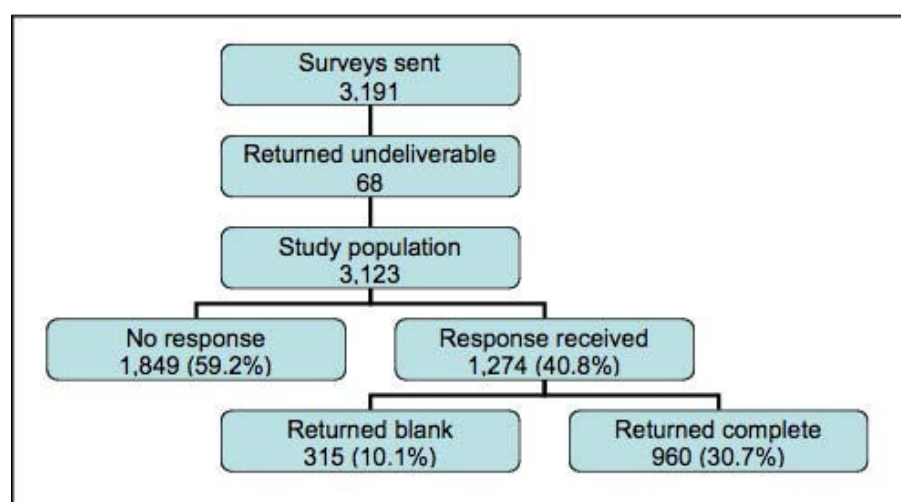 Surveys sent
3,191
Returned undeliverable
68
Study population
3,123
No response
1,849 (59.2%)
Response received
1,274 (40.8%)
Returned blank
315 (10.1%)
Returned complete
960 (30.7%)